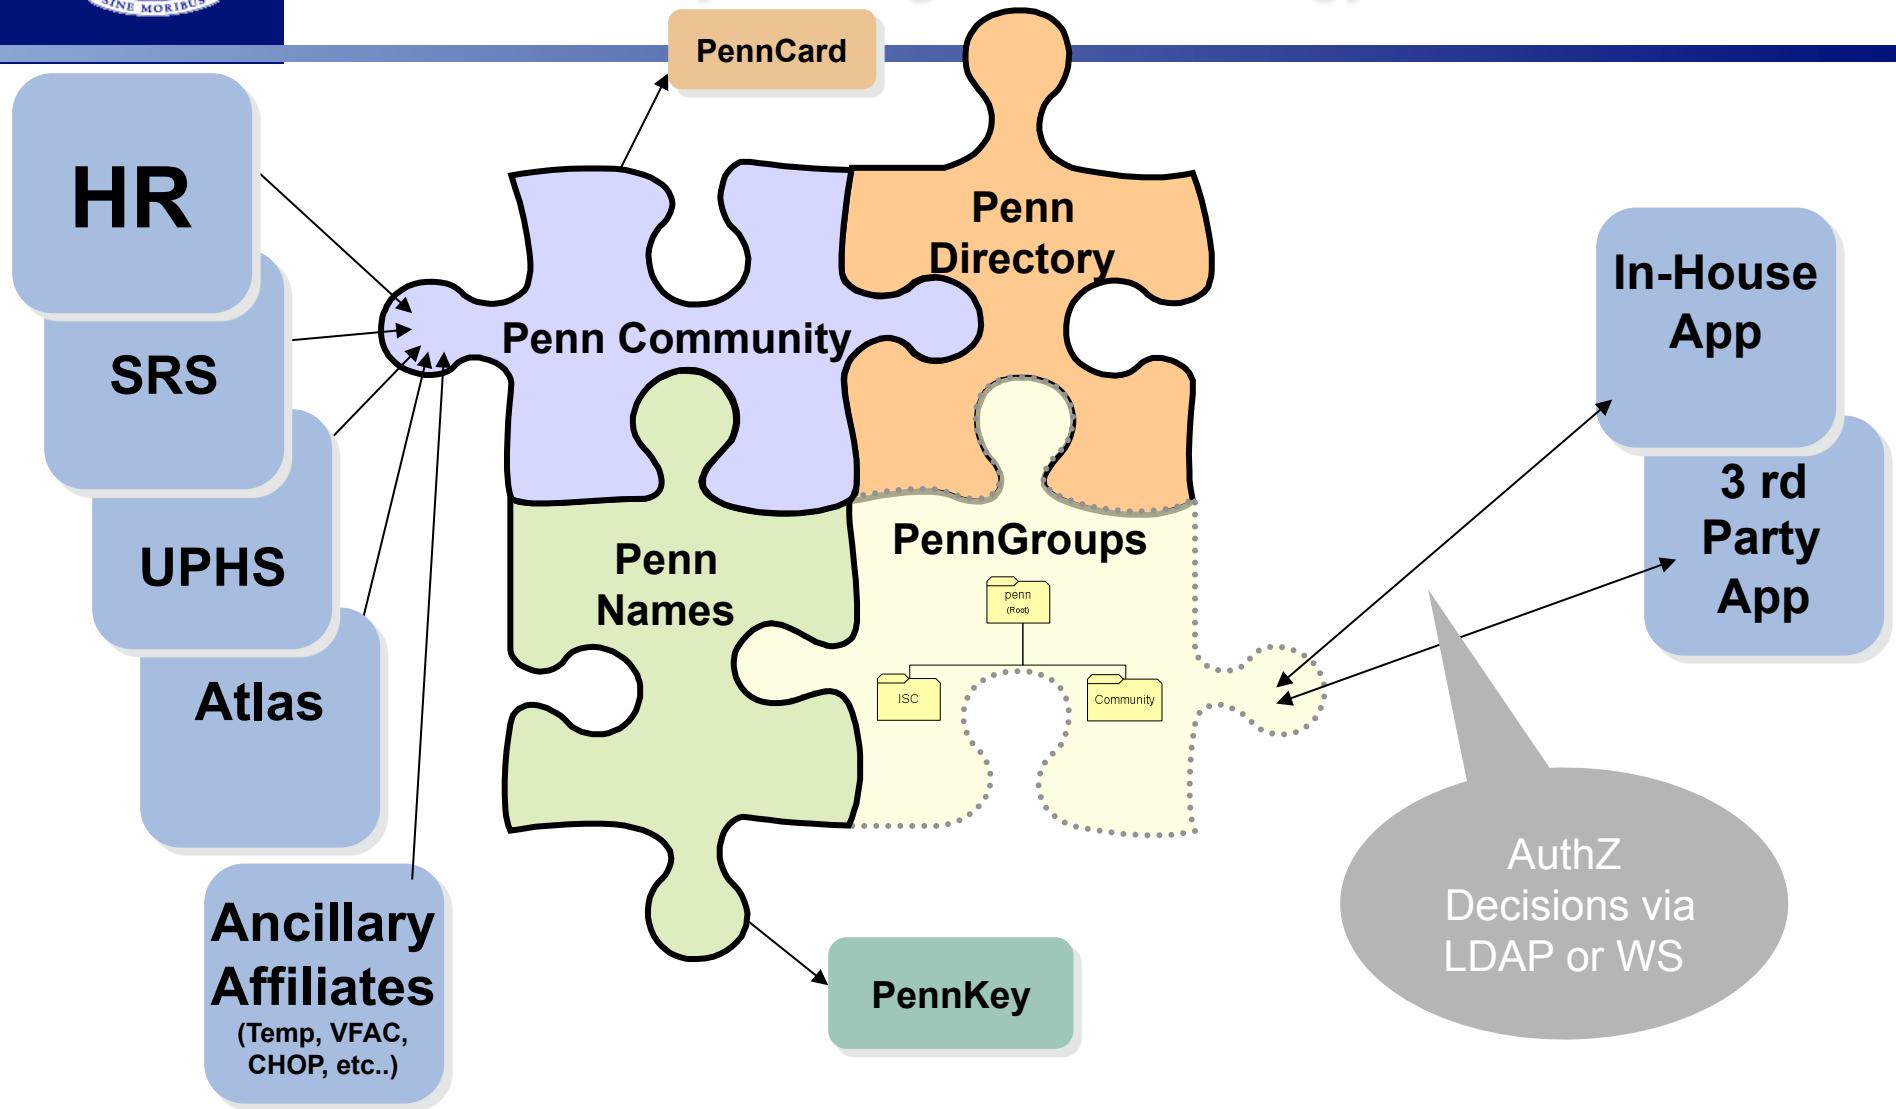 SINE MORIBUS
PennCard
HR
SRS
UPHS
Atlas
Ancillary
Affiliates
(Temp, VFAC,
CHOP, etc..)
Penn Community
Penn
Directory
Penn
Names
PennGroups
penn
(Root)
ISC
Community
PennKey
In-House
App
3 rd
Party
App
AuthZ
Decisions via
LDAP or WS